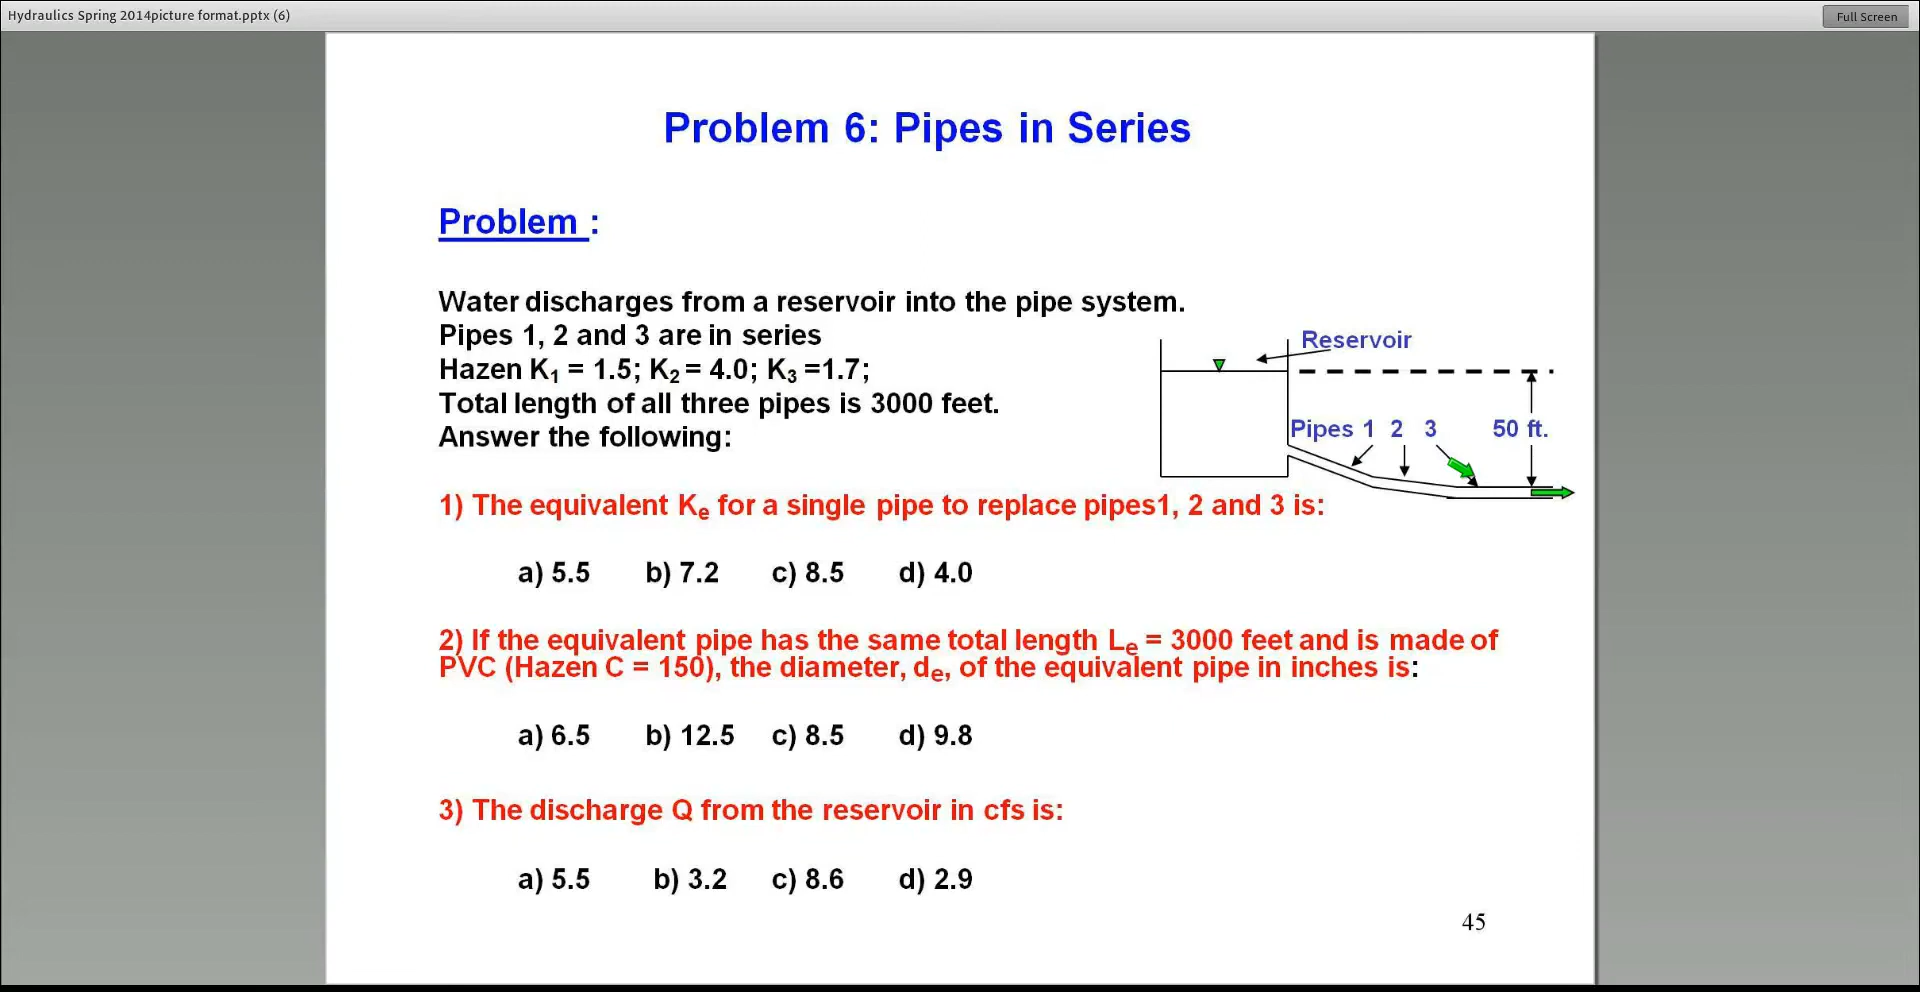 Hydraulics Spring 2014picture format.pptx (6)
Full Screen
Problem 6: Pipes in Series
Problem :
Water discharges from a reservoir into the pipe system.
Pipes 1, 2 and 3 are in series
Hazen K1 = 1.5; K2 = 4.0; K3 =1.7;
Total length of all three pipes is 3000 feet.
Answer the following:
Reservoir
Pipes 1 2 3 50 ft.
1) The equivalent Ke for a single pipe to replace pipes1, 2 and 3 is:
a) 5.5 b) 7.2 c) 8.5 d) 4.0
2) If the equivalent pipe has the same total length Le = 3000 feet and is made of
PVC (Hazen C = 150), the diameter, de, of the equivalent pipe in inches is:
a) 6.5 b) 12.5 c) 8.5 d) 9.8
3) The discharge Q from the reservoir in cfs is:
a) 5.5 b) 3.2 c) 8.6 d) 2.9
45